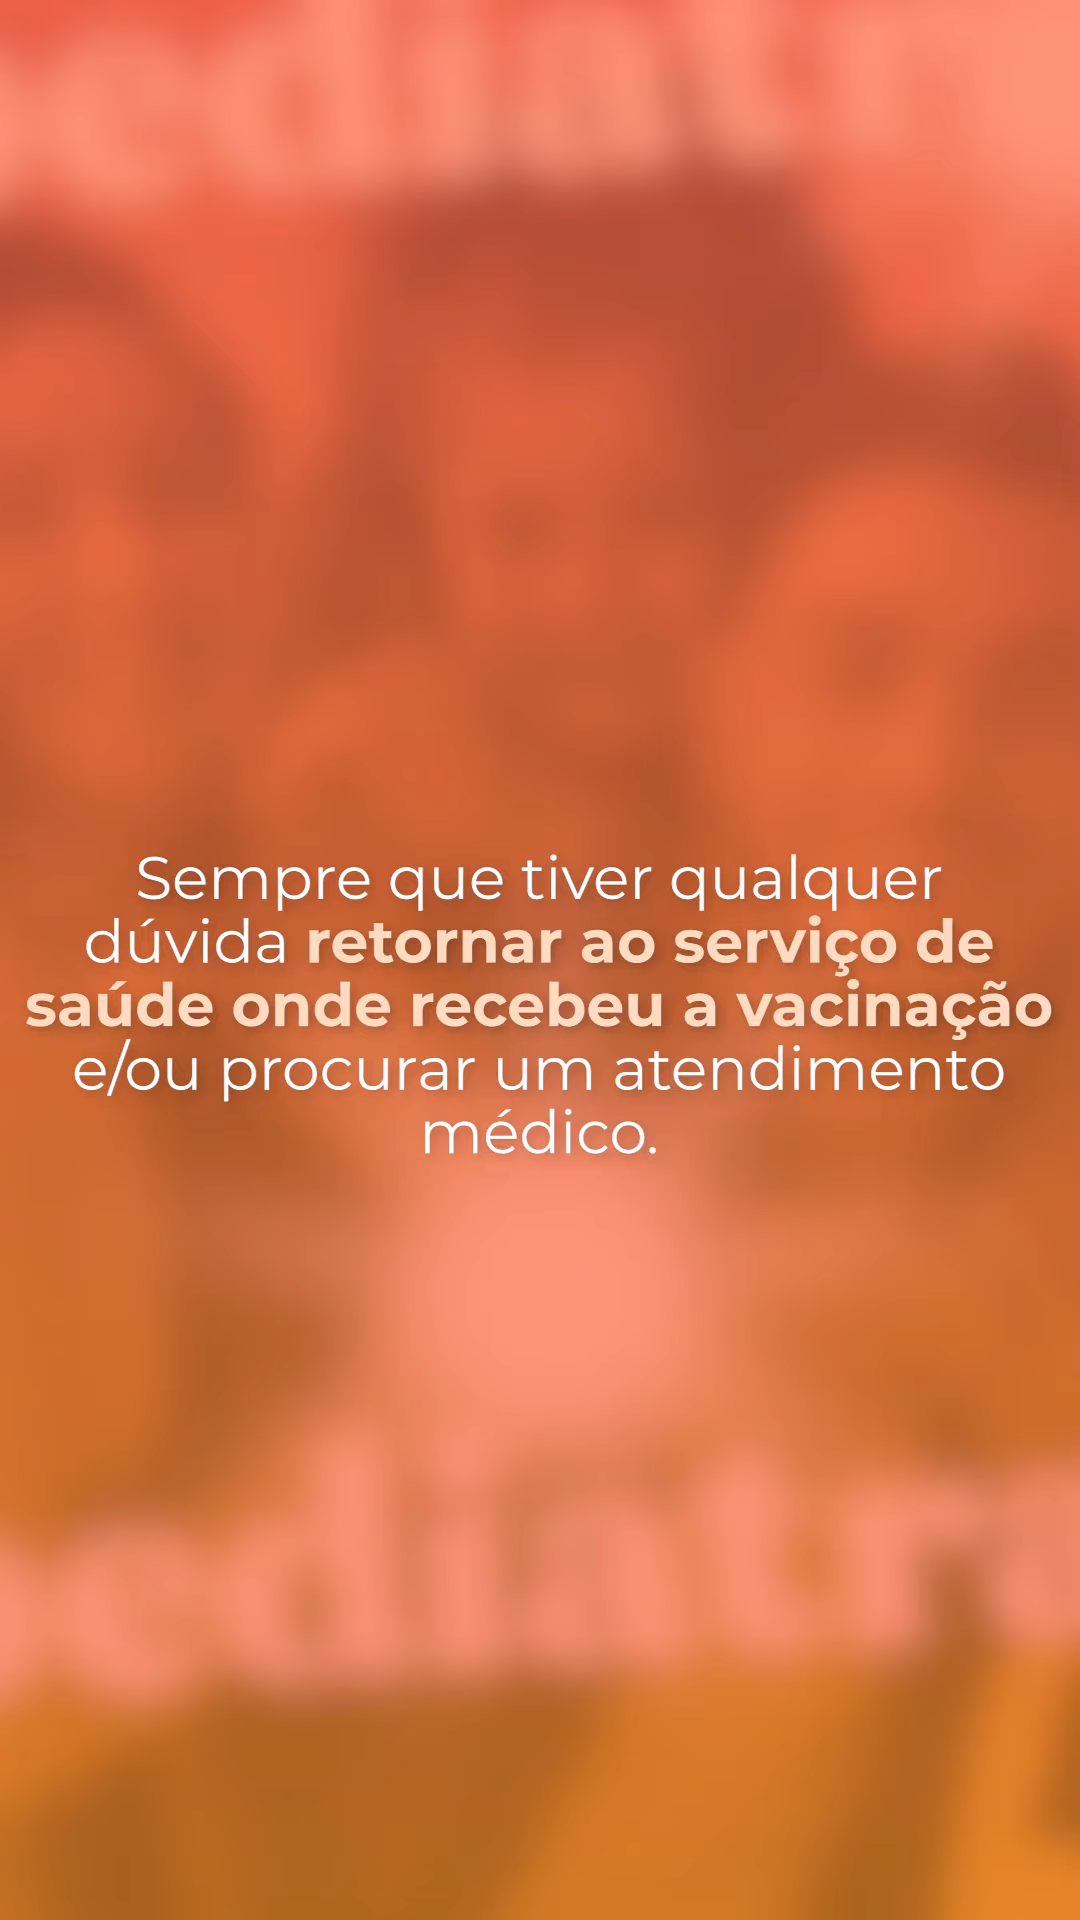 Sempre que tiver qualquer
dúvida retornar ao serviço de
saúde onde recebeu a vacinação
e/ou procurar um atendimento
médico.